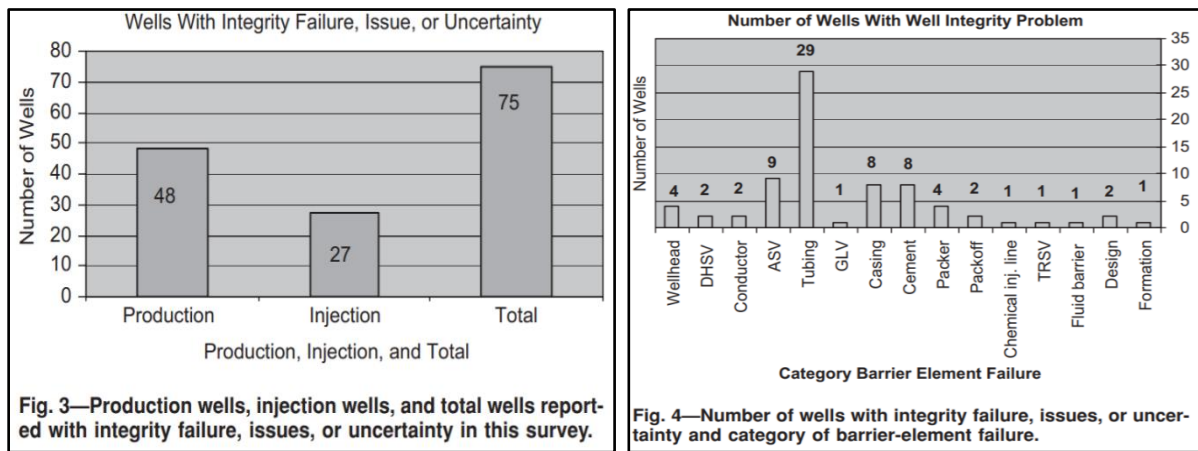 Wells With Integrity Failure, Issue, or Uncertainty
Number of Wells
80
70
60
50
40
30
20
10
0
48
27
75
Production
Injection
Total
Production, Injection, and Total
Fig. 3—Production wells, injection wells, and total wells report-
ed with integrity failure, issues, or uncertainty in this survey.
Number of Wells With Well Integrity Problem
Number of Wells
35
30
25
20
15
10
5
0
4
2
2
9
29
1
8
8
4
2
1
1
1
2
1
Wellhead
DHSV
Conductor
ASV
Tubing
GLV
Casing
Cement
Packer
Packoff
Chemical inj. line
TRSV
Fluid barrier
Design
Formation
Category Barrier Element Failure
Fig. 4—Number of wells with integrity failure, issues, or uncer-
tainty and category of barrier-element failure.